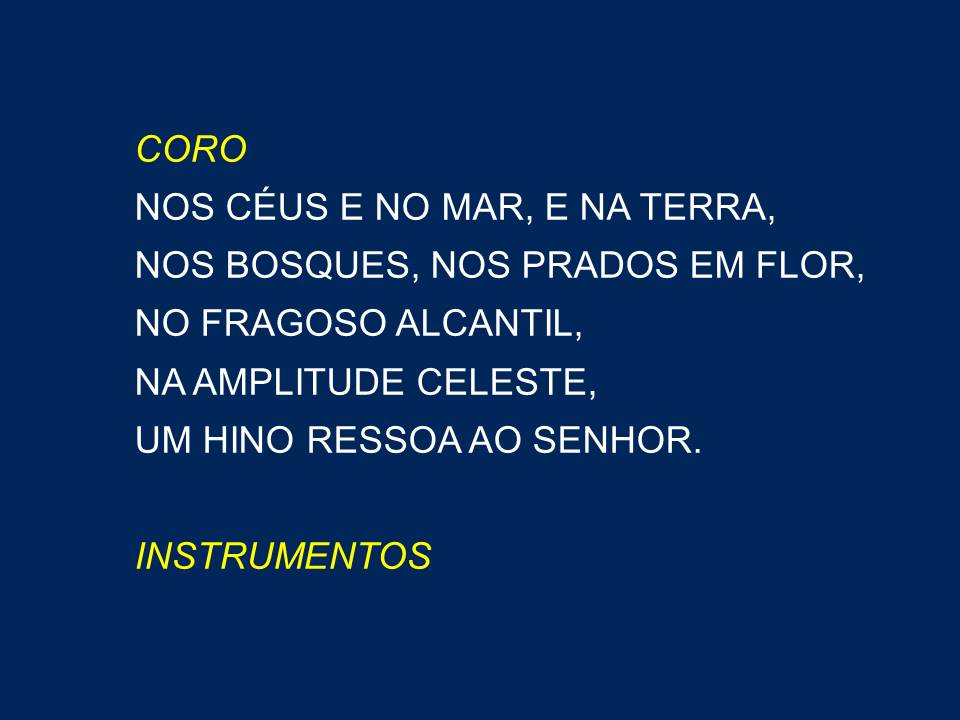 CORO
NOS CÉUS E NO MAR, E NA TERRA,
NOS BOSQUES, NOS PRADOS EM FLOR,
NO FRAGOSO ALCANTIL,
NA AMPLITUDE CELESTE,
UM HINO RESSOA AO SENHOR.
INSTRUMENTOS